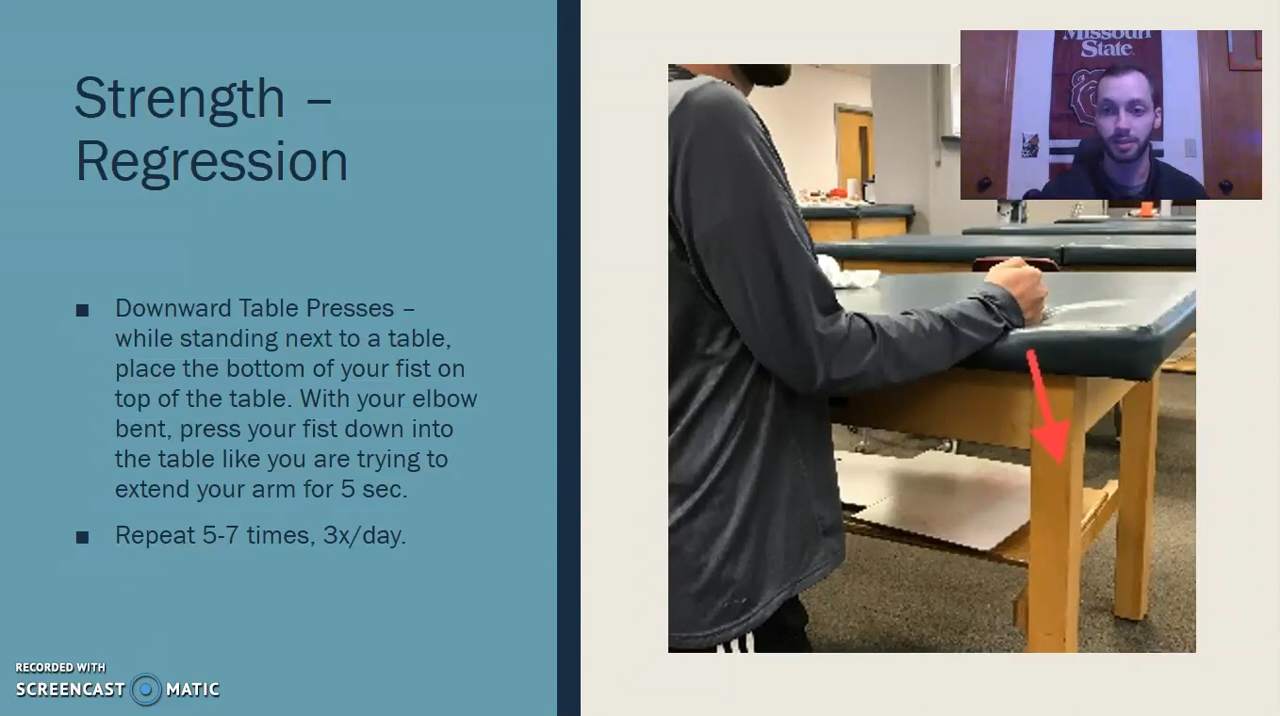 Strength –
Regression
■ Downward Table Presses –
while standing next to a table,
place the bottom of your fist on
top of the table. With your elbow
bent, press your fist down into
the table like you are trying to
extend your arm for 5 sec.
■ Repeat 5-7 times, 3x/day.
Missouri
State
RECORDED WITH
SCREENCAST MATIC